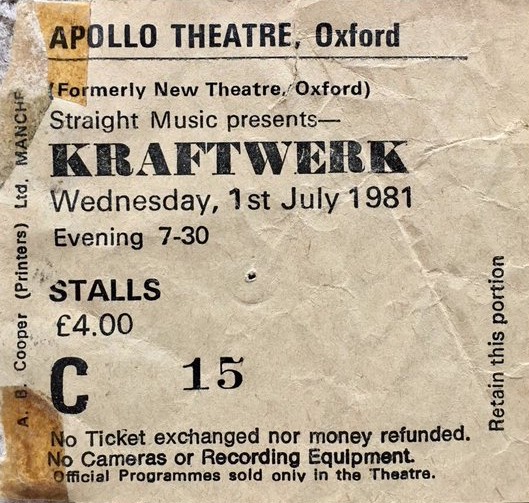 APOLLO THEATRE, Oxford
(Formerly New Theatre, Oxford)
Straight Music presents—
KRAFTWERK
Wednesday, 1st July 1981
Evening 7-30
STALLS
£4.00
C 15
No Ticket exchanged nor money refunded.
No Cameras or Recording Equipment.
Official Programmes sold only in the Theatre.
Retain this portion
A. B. Cooper (Printers) Ltd, MANCHE